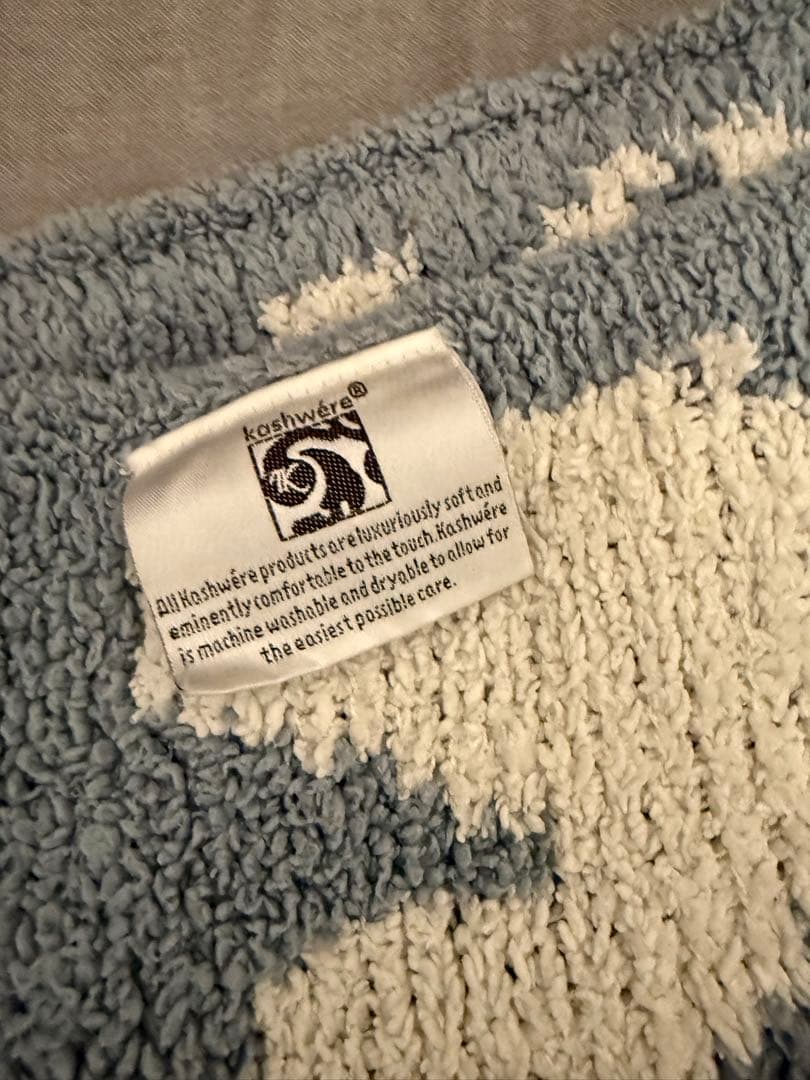 kashwére®
K
All Kashwére products are luxuriously soft and
eminently comfortable to the touch. Kashwére
is machine washable and dryable to allow for
the easiest possible care.